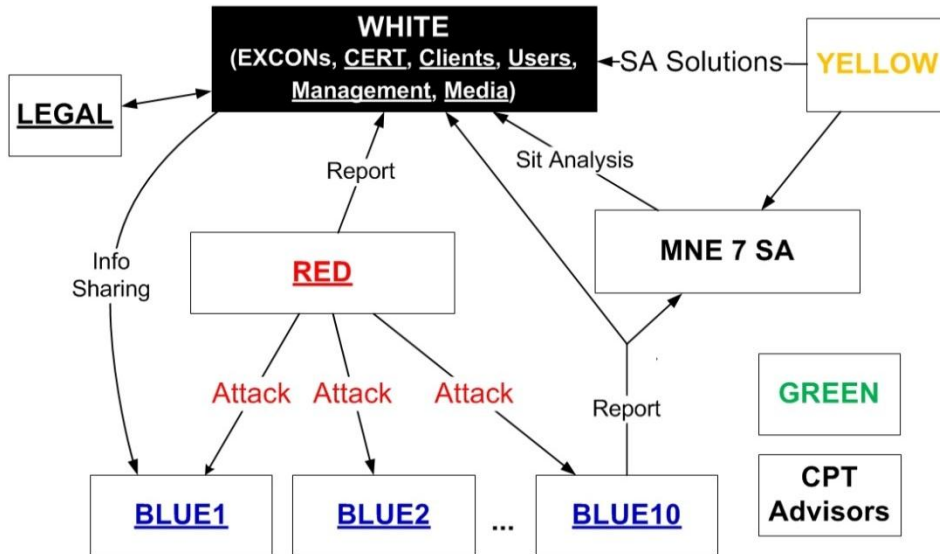 WHITE
(EXCONs, CERT, Clients, Users,
Management, Media)
SA Solutions
YELLOW
LEGAL
Report
Sit Analysis
MNE 7 SA
Info
Sharing
RED
Attack
Attack
Attack
Report
GREEN
BLUE1
BLUE2
...
BLUE10
CPT
Advisors